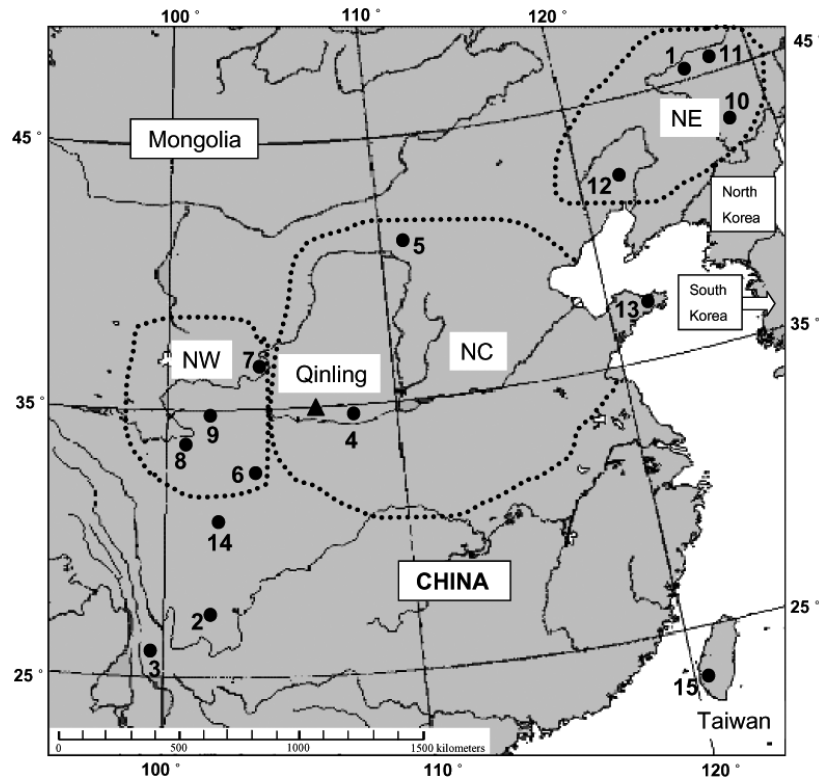 100 °
110 °
120 °
45 °
1
11
10
NE
45 °
Mongolia
12
North
Korea
5
South
Korea
13
35 °
NW
7
Qinling
NC
35 °
9
4
8
6
14
CHINA
2
25 °
3
25 °
15
Taiwan
0 500 1000 1500 kilometers
100 °
110 °
120 °